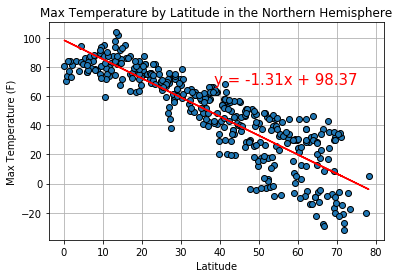 Max Temperature by Latitude in the Northern Hemisphere
100
80
60
40
20
0
−20
Max Temperature (F)
y = -1.31x + 98.37
0 10 20 30 40 50 60 70 80
Latitude